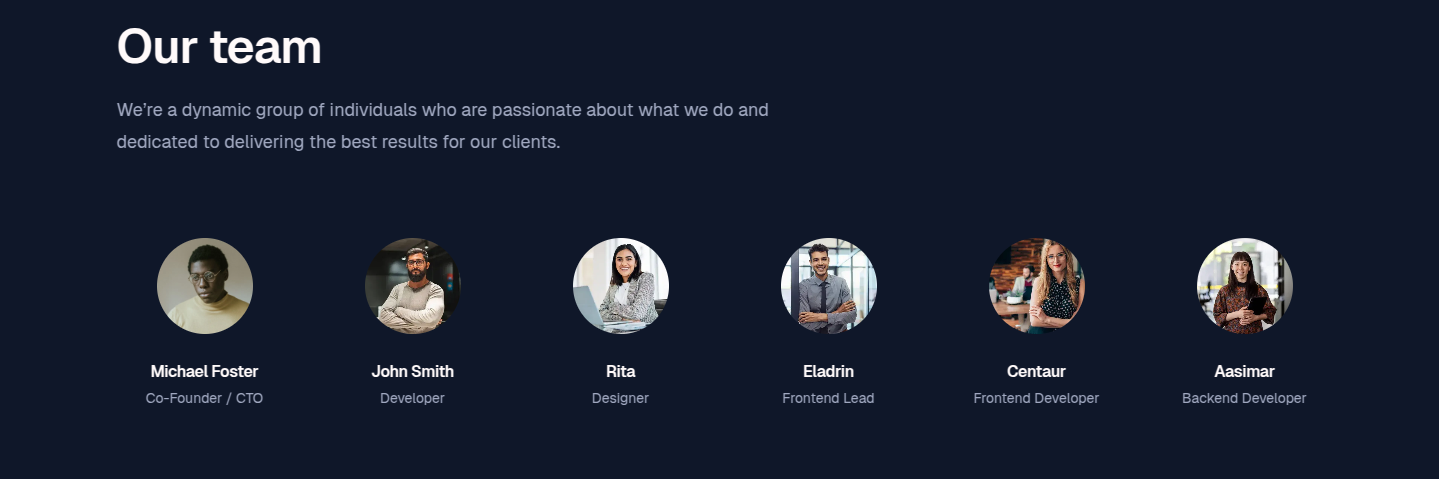 Our team
We’re a dynamic group of individuals who are passionate about what we do and
dedicated to delivering the best results for our clients.
Michael Foster
Co-Founder / CTO
John Smith
Developer
Rita
Designer
Eladrin
Frontend Lead
Centaur
Frontend Developer
Aasimar
Backend Developer